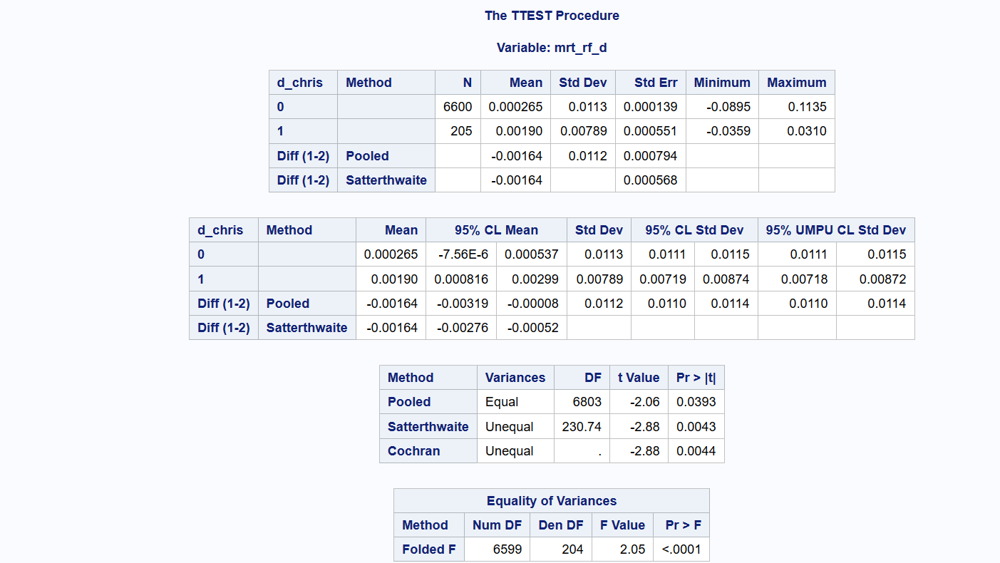 The TTEST Procedure
Variable: mrt_rf_d
d_chris Method N Mean Std Dev Std Err Minimum Maximum
0 6600 0.000265 0.0113 0.000139 -0.0895 0.1135
1 205 0.00190 0.00789 0.000551 -0.0359 0.0310
Diff (1-2) Pooled -0.00164 0.0112 0.000794
Diff (1-2) Satterthwaite -0.00164 0.000568
d_chris Method Mean 95% CL Mean Std Dev 95% CL Std Dev 95% UMPU CL Std Dev
0 0.000265 -7.56E-6 0.000537 0.0113 0.0111 0.0115 0.0111 0.0115
1 0.00190 0.000816 0.00299 0.00789 0.00719 0.00874 0.00718 0.00872
Diff (1-2) Pooled -0.00164 -0.00319 -0.00008 0.0112 0.0110 0.0114 0.0110 0.0114
Diff (1-2) Satterthwaite -0.00164 -0.00276 -0.00052
Method Variances DF t Value Pr > |t|
Pooled Equal 6803 -2.06 0.0393
Satterthwaite Unequal 230.74 -2.88 0.0043
Cochran Unequal . -2.88 0.0044
Equality of Variances
Method Num DF Den DF F Value Pr > F
Folded F 6599 204 2.05 <.0001